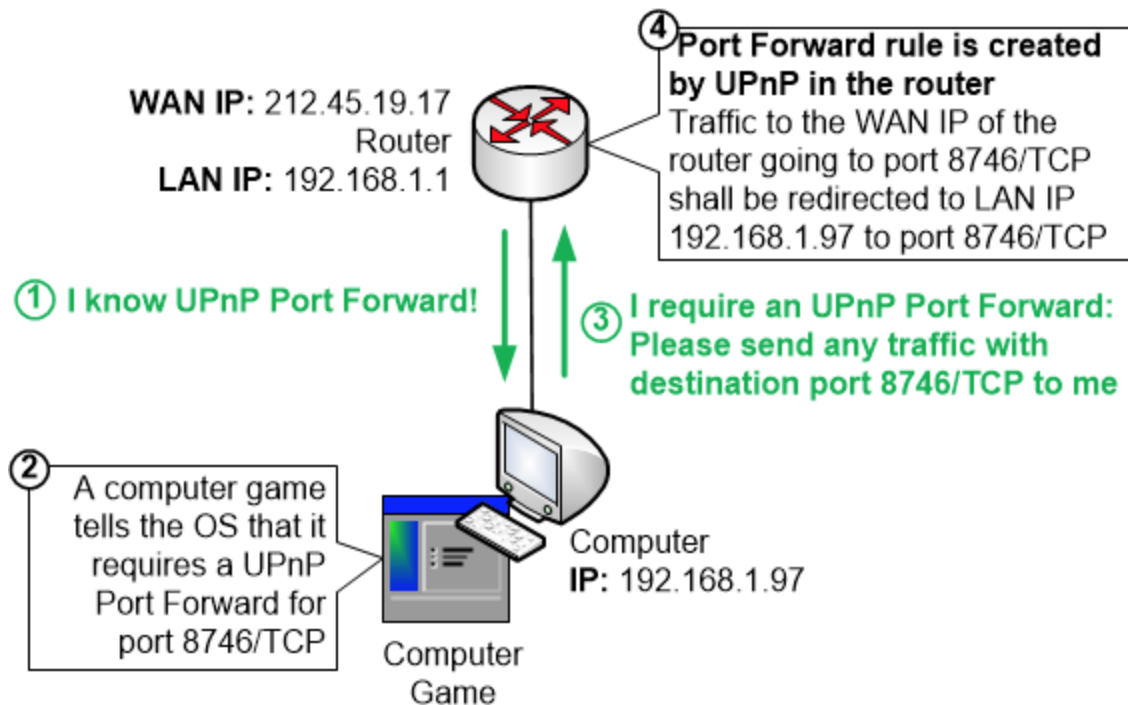 WAN IP: 212.45.19.17
Router
LAN IP: 192.168.1.1
4
Port Forward rule is created
by UPnP in the router
Traffic to the WAN IP of the
router going to port 8746/TCP
shall be redirected to LAN IP
192.168.1.97 to port 8746/TCP
1 I know UPnP Port Forward!
3 I require an UPnP Port Forward:
Please send any traffic with
destination port 8746/TCP to me
2
A computer game
tells the OS that it
requires a UPnP
Port Forward for
port 8746/TCP
Computer
IP: 192.168.1.97
Computer
Game